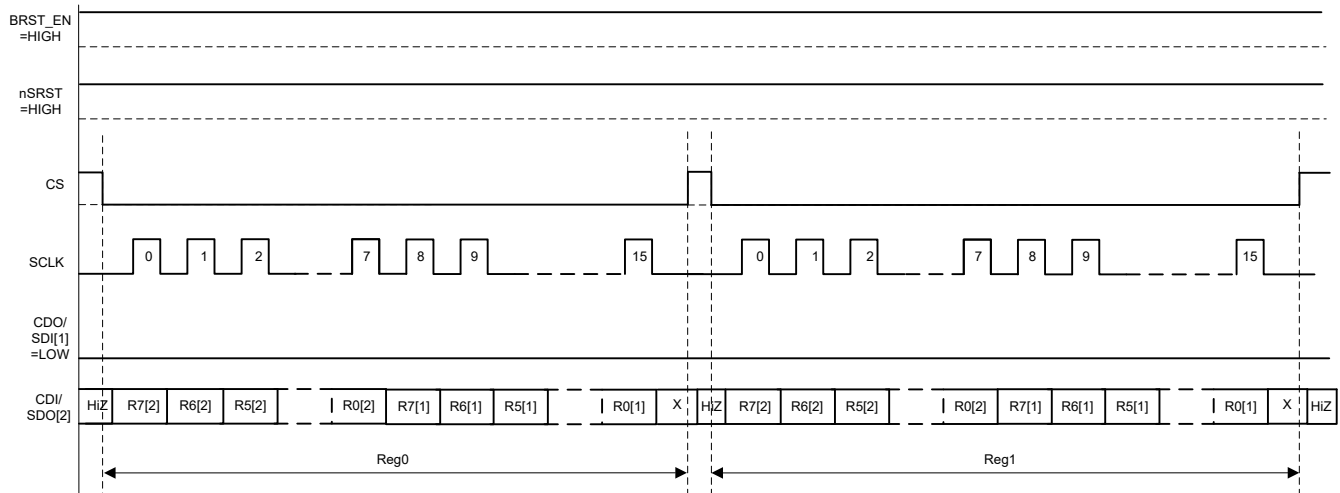 BRST_EN
=HIGH
nSRST
=HIGH
CS
SCLK
0 1 2 7 8 9 15 0 1 2 7 8 9 15
CDO/
SDI[1]
=LOW
CDI/
SDO[2]
HiZ R7[2] R6[2] R5[2] R0[2] R7[1] R6[1] R5[1] R0[1] X HiZ R7[2] R6[2] R5[2] R0[2] R7[1] R6[1] R5[1] R0[1] X HiZ
Reg0 Reg1